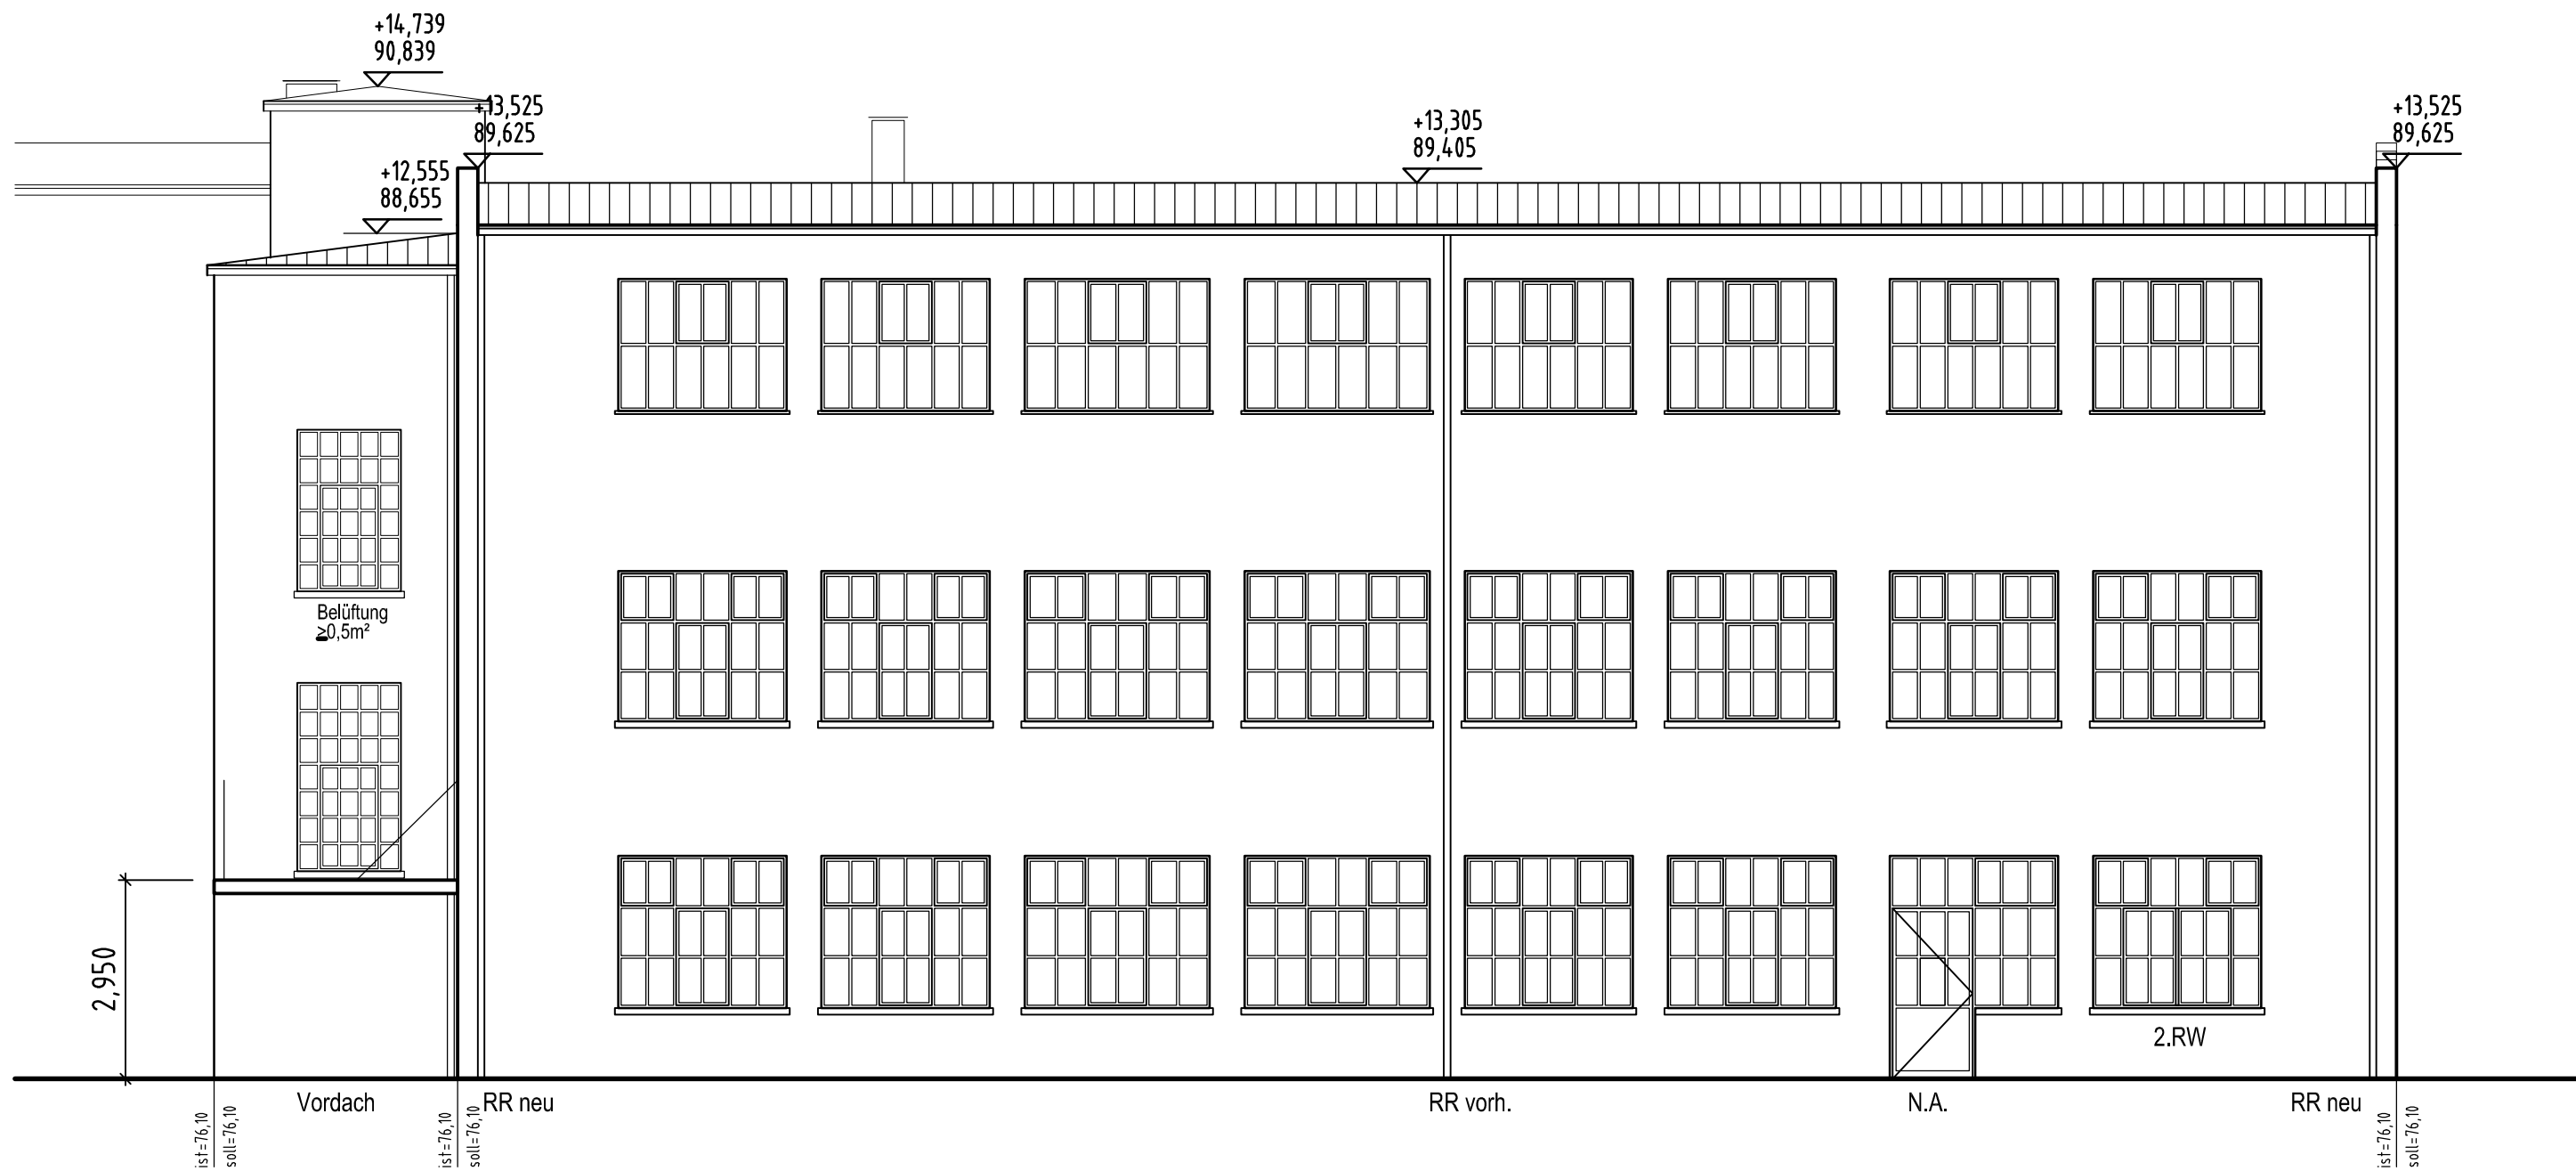 +14,739
90,839
+13,525
89,625
+13,305
89,405
+13,525
89,625
+12,555
88,655
Belüftung
≥0,5m²
2,950
2.RW
Vordach
RR neu
RR vorh.
N.A.
RR neu
ist=76,10
soll=76,10
ist=76,10
soll=76,10
ist=76,10
soll=76,10